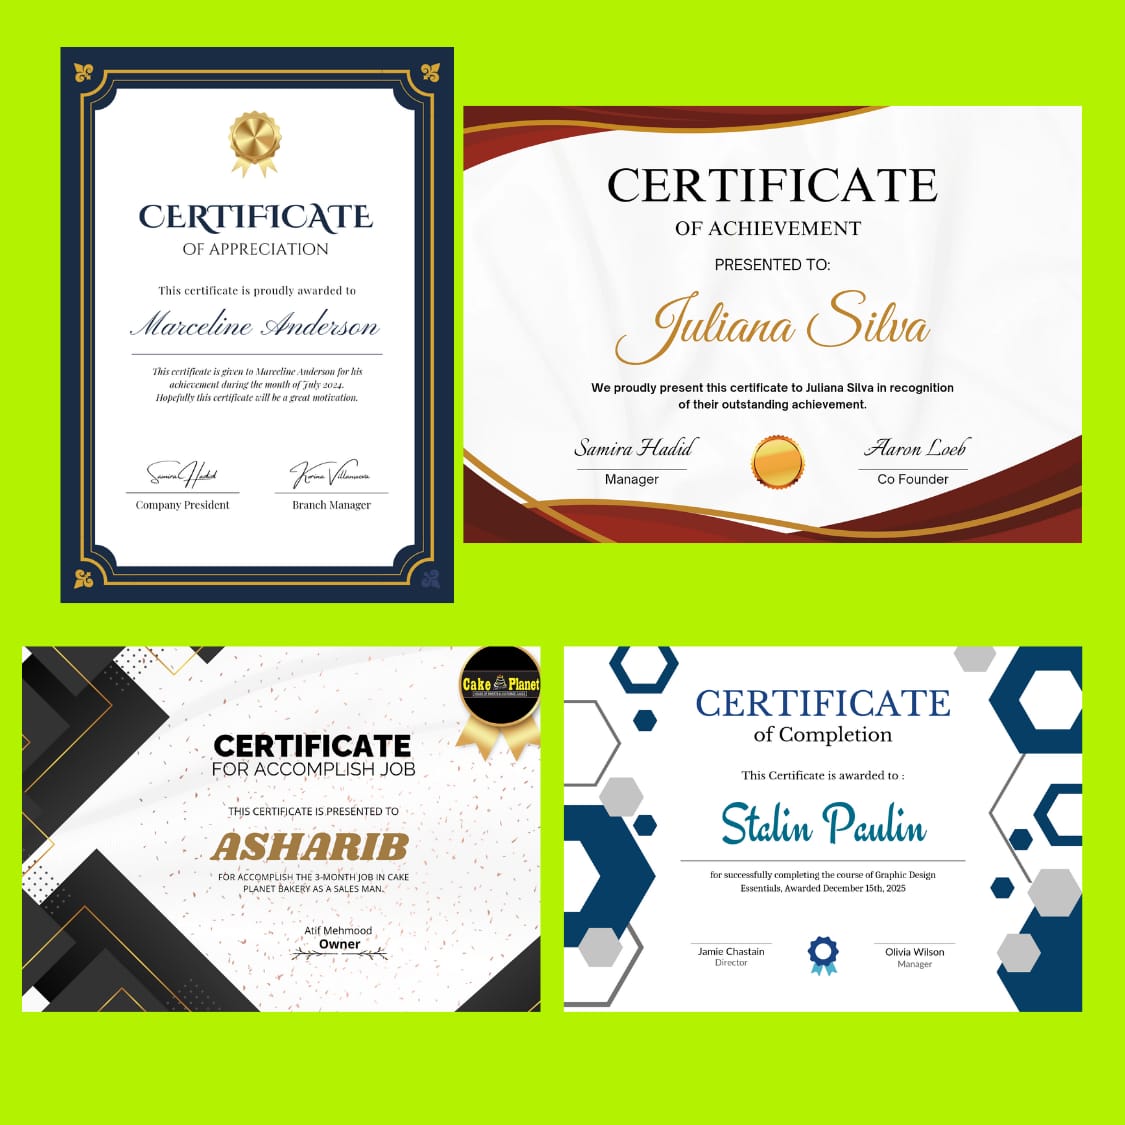 CERTIFICATE
OF APPRECIATION
This certificate is proudly awarded to
Marceline Anderson
This certificate is given to Marceline Anderson for his
achievement during the month of July 2024.
Hopefully this certificate will be a great motivation.
Samira Hadid
Company President
Korina Villanueva
Branch Manager
CERTIFICATE
OF ACHIEVEMENT
PRESENTED TO:
Juliana Silva
We proudly present this certificate to Juliana Silva in recognition
of their outstanding achievement.
Samira Hadid
Manager
Aaron Loeb
Co Founder
Cake Planet
CERTIFICATE
FOR ACCOMPLISH JOB
THIS CERTIFICATE IS PRESENTED TO
ASHARIB
FOR ACCOMPLISH THE 3-MONTH JOB IN CAKE
PLANET BAKERY AS A SALES MAN.
Atif Mehmood
Owner
CERTIFICATE
of Completion
This Certificate is awarded to :
Stalin Paulin
for successfully completing the course of Graphic Design
Essentials, Awarded December 15th, 2025
Jamie Chastain
Director
Olivia Wilson
Manager